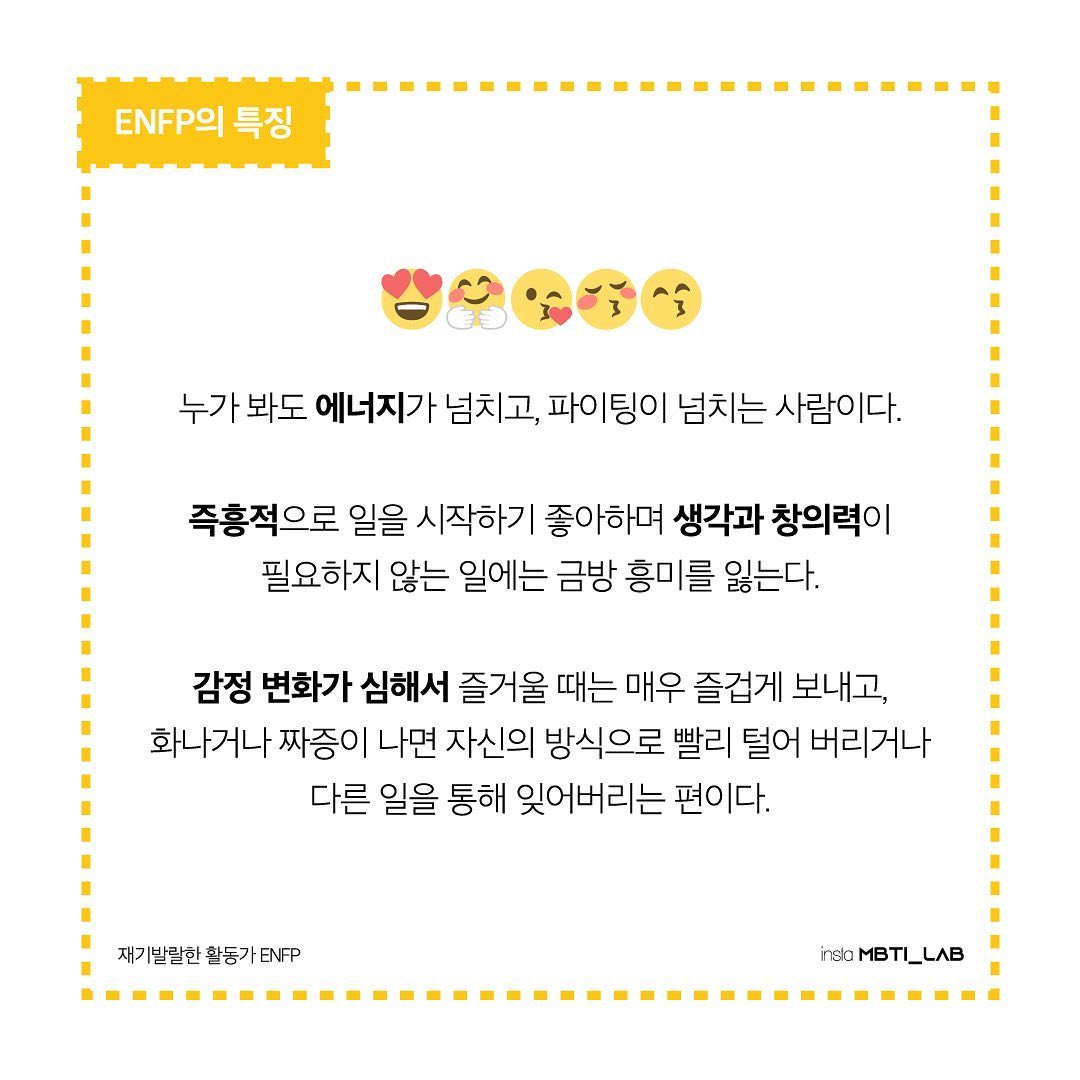 ENFP의 특징
누가 봐도 에너지가 넘치고, 파이팅이 넘치는 사람이다.
즉흥적으로 일을 시작하기 좋아하며 생각과 창의력이
필요하지 않는 일에는 금방 흥미를 잃는다.
감정 변화가 심해서 즐거울 때는 매우 즐겁게 보내고,
화나거나 짜증이 나면 자신의 방식으로 빨리 털어 버리거나
다른 일을 통해 잊어버리는 편이다.
재기발랄한 활동가 ENFP
insta MBTI_LAB